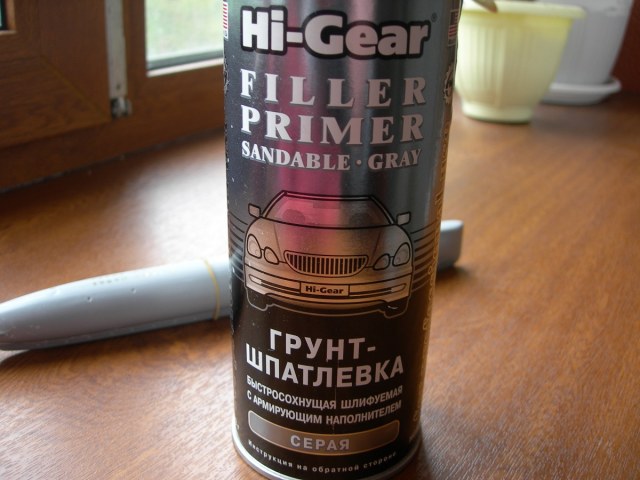 Hi-Gear
FILLER
PRIMER
SANDABLE · GRAY
Hi-Gear
ГРУНТ-
ШПАТЛЕВКА
БЫСТРОСОХНУЩАЯ ШЛИФУЕМАЯ
С АРМИРУЮЩИМ НАПОЛНИТЕЛЕМ
СЕРАЯ
Инструкция на обратной стороне